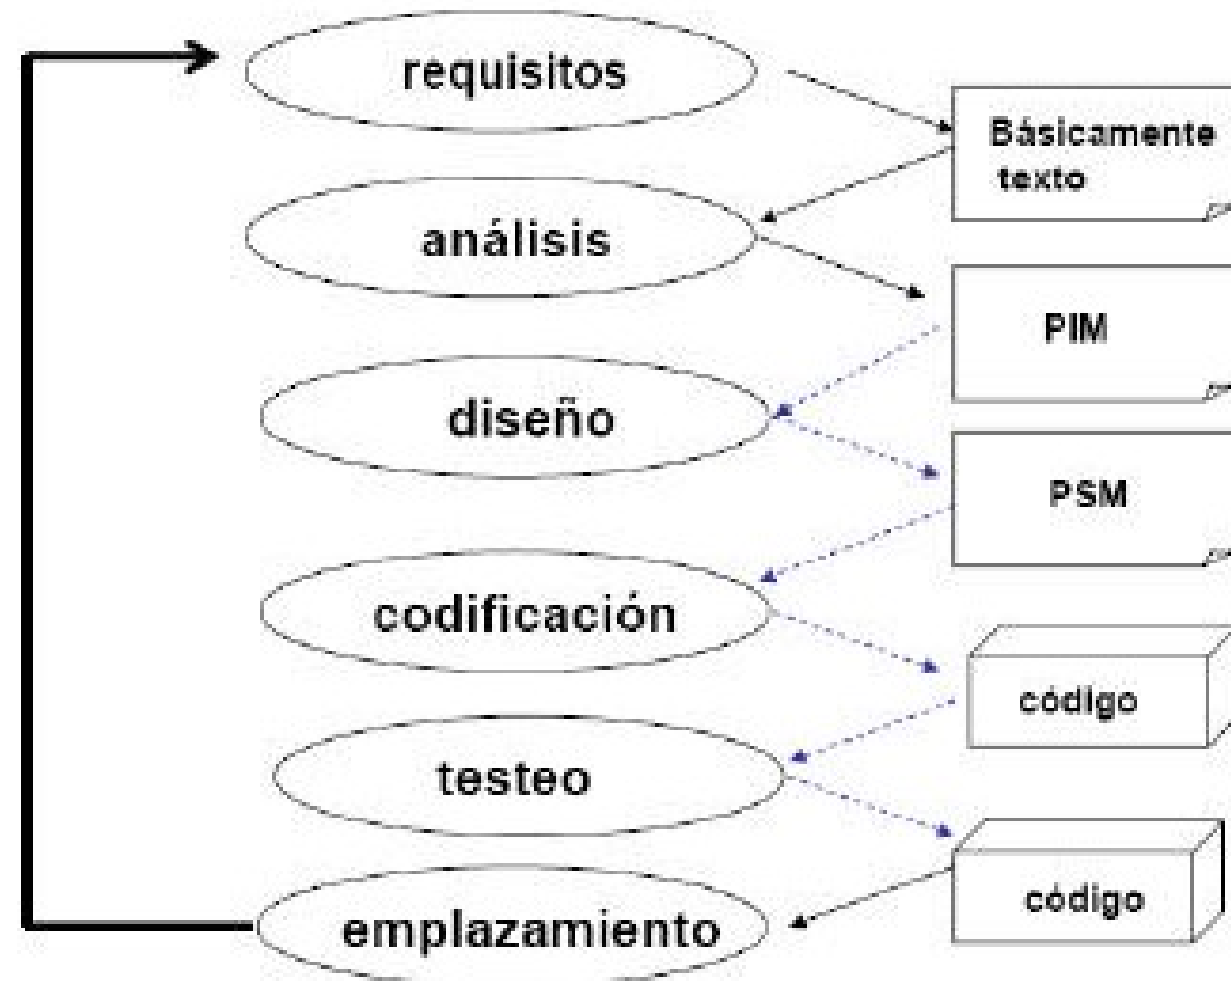 requisitos
Básicamente
texto
análisis
PIM
diseño
PSM
codificación
código
testeo
código
emplazamiento